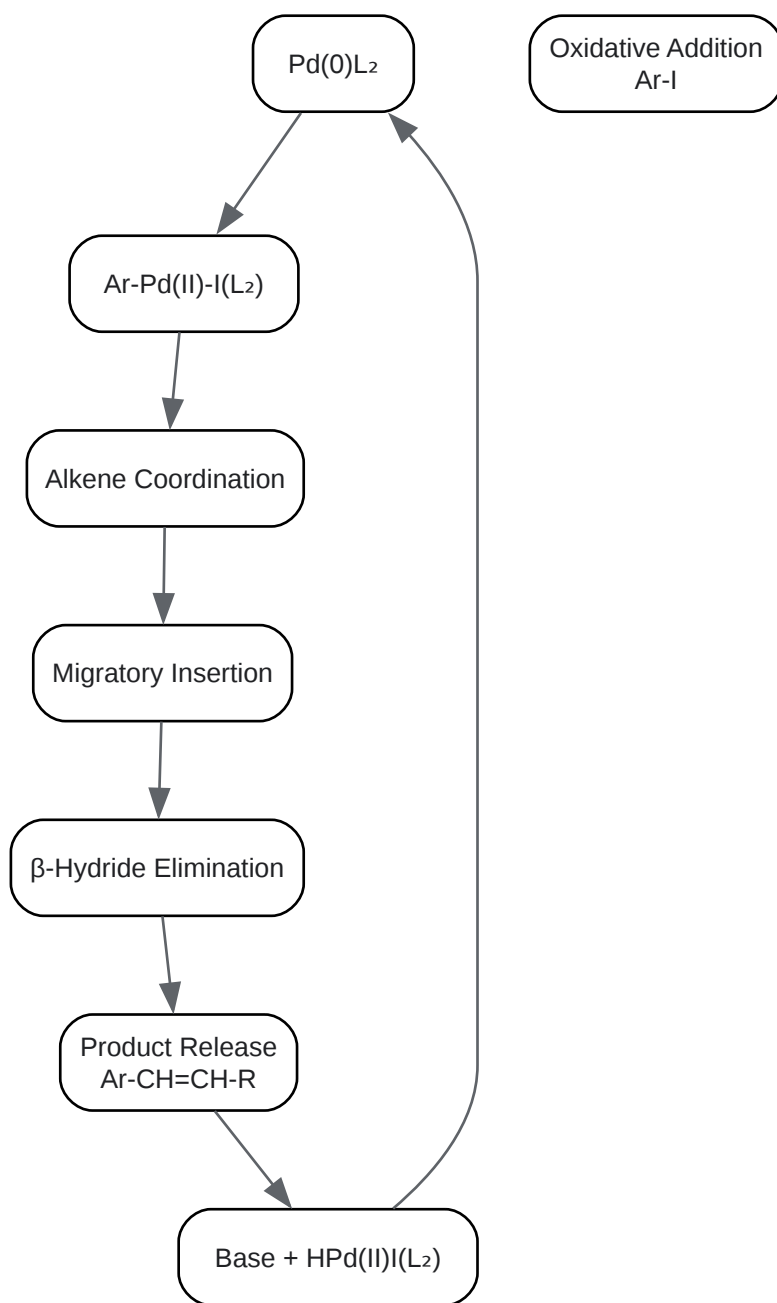 Pd(0)L₂
Oxidative Addition
Ar-I
Ar-Pd(II)-I(L₂)
Alkene Coordination
Migratory Insertion
β-Hydride Elimination
Product Release
Ar-CH=CH-R
Base + HPd(II)I(L₂)